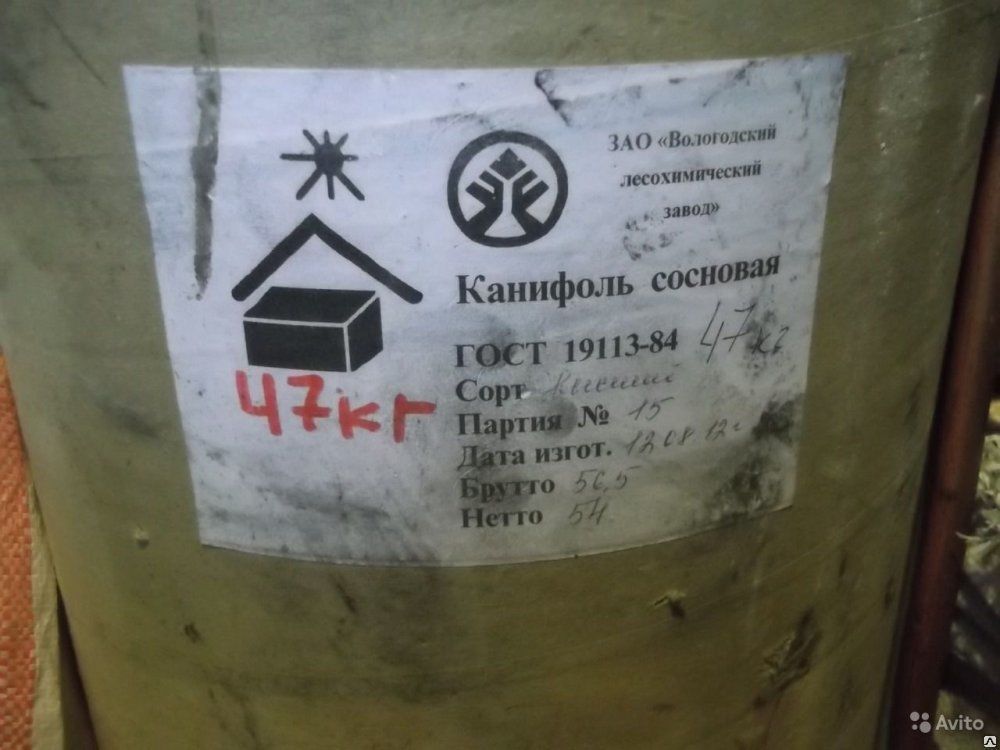 ЗАО «Вологодский
лесохимический
завод»
Канифоль сосновая
ГОСТ 19113-84 47 кг
Сорт Высший
Партия № 15
Дата изгот. 12 08 12 г
Брутто 56,5
Нетто 54
47кг
Avito